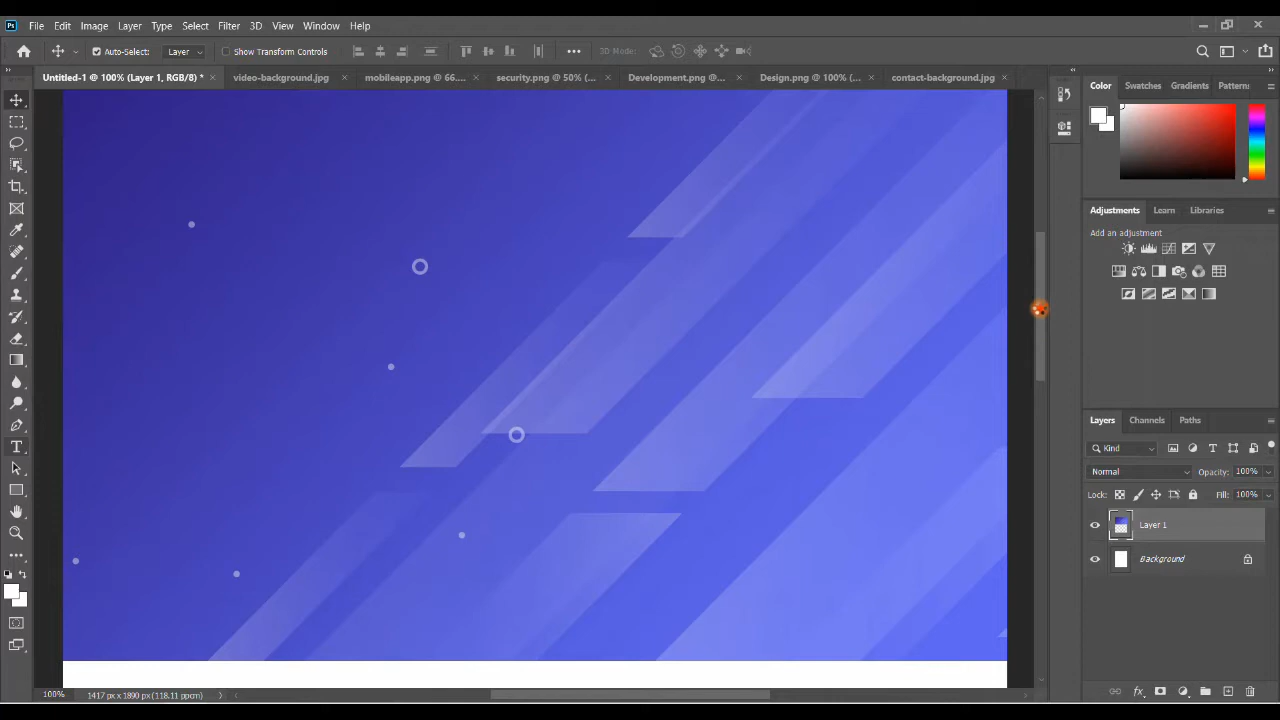 Ps File Edit Image Layer Type Select Filter 3D View Window Help
Auto-Select: Layer Show Transform Controls 3D Mode:
Untitled-1 @ 100% (Layer 1, RGB/8) * video-background.jpg mobileapp.png @ 66.... security.png @ 50% (... Development.png @... Design.png @ 100% (... contact-background.jpg
Color Swatches Gradients Pattern
Adjustments Learn Libraries
Add an adjustment
Layers Channels Paths
Kind
Normal Opacity: 100%
Lock: Fill: 100%
Layer 1
Background
100% 1417 px x 1890 px (118.11 ppcm)